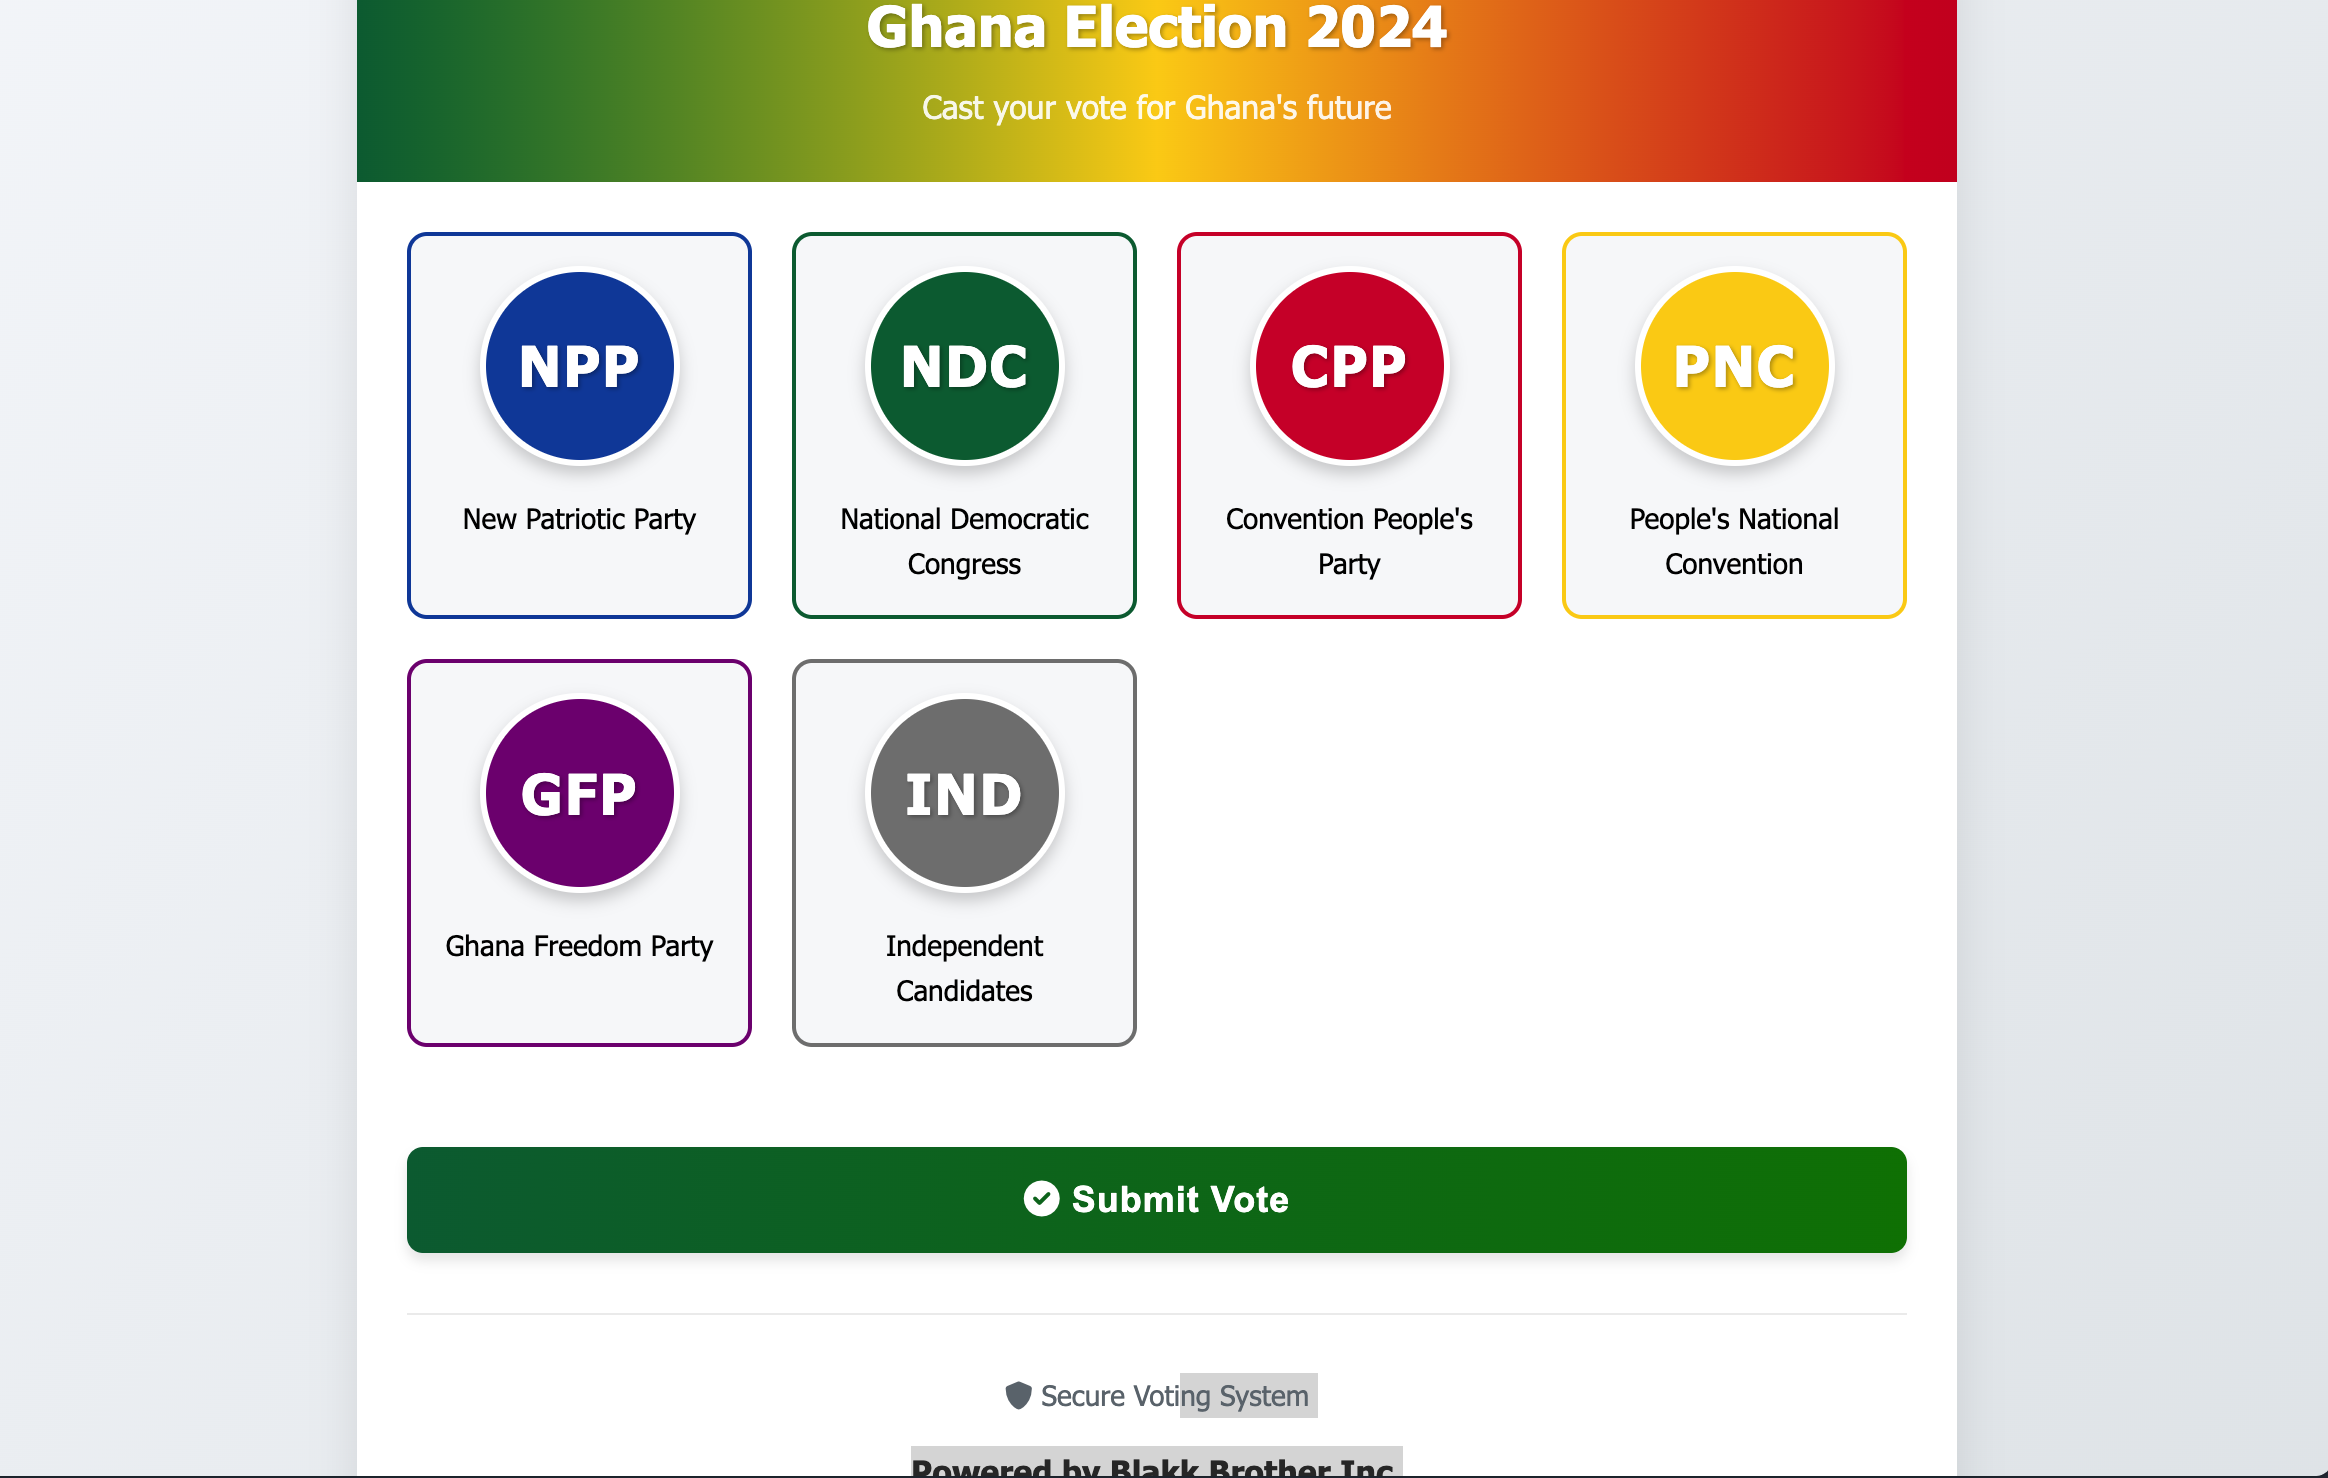 Ghana Election 2024
Cast your vote for Ghana's future
NPP
New Patriotic Party
NDC
National Democratic
Congress
CPP
Convention People's
Party
PNC
People's National
Convention
GFP
Ghana Freedom Party
IND
Independent
Candidates
Submit Vote
Secure Voting System
Powered by Blakk Brother Inc